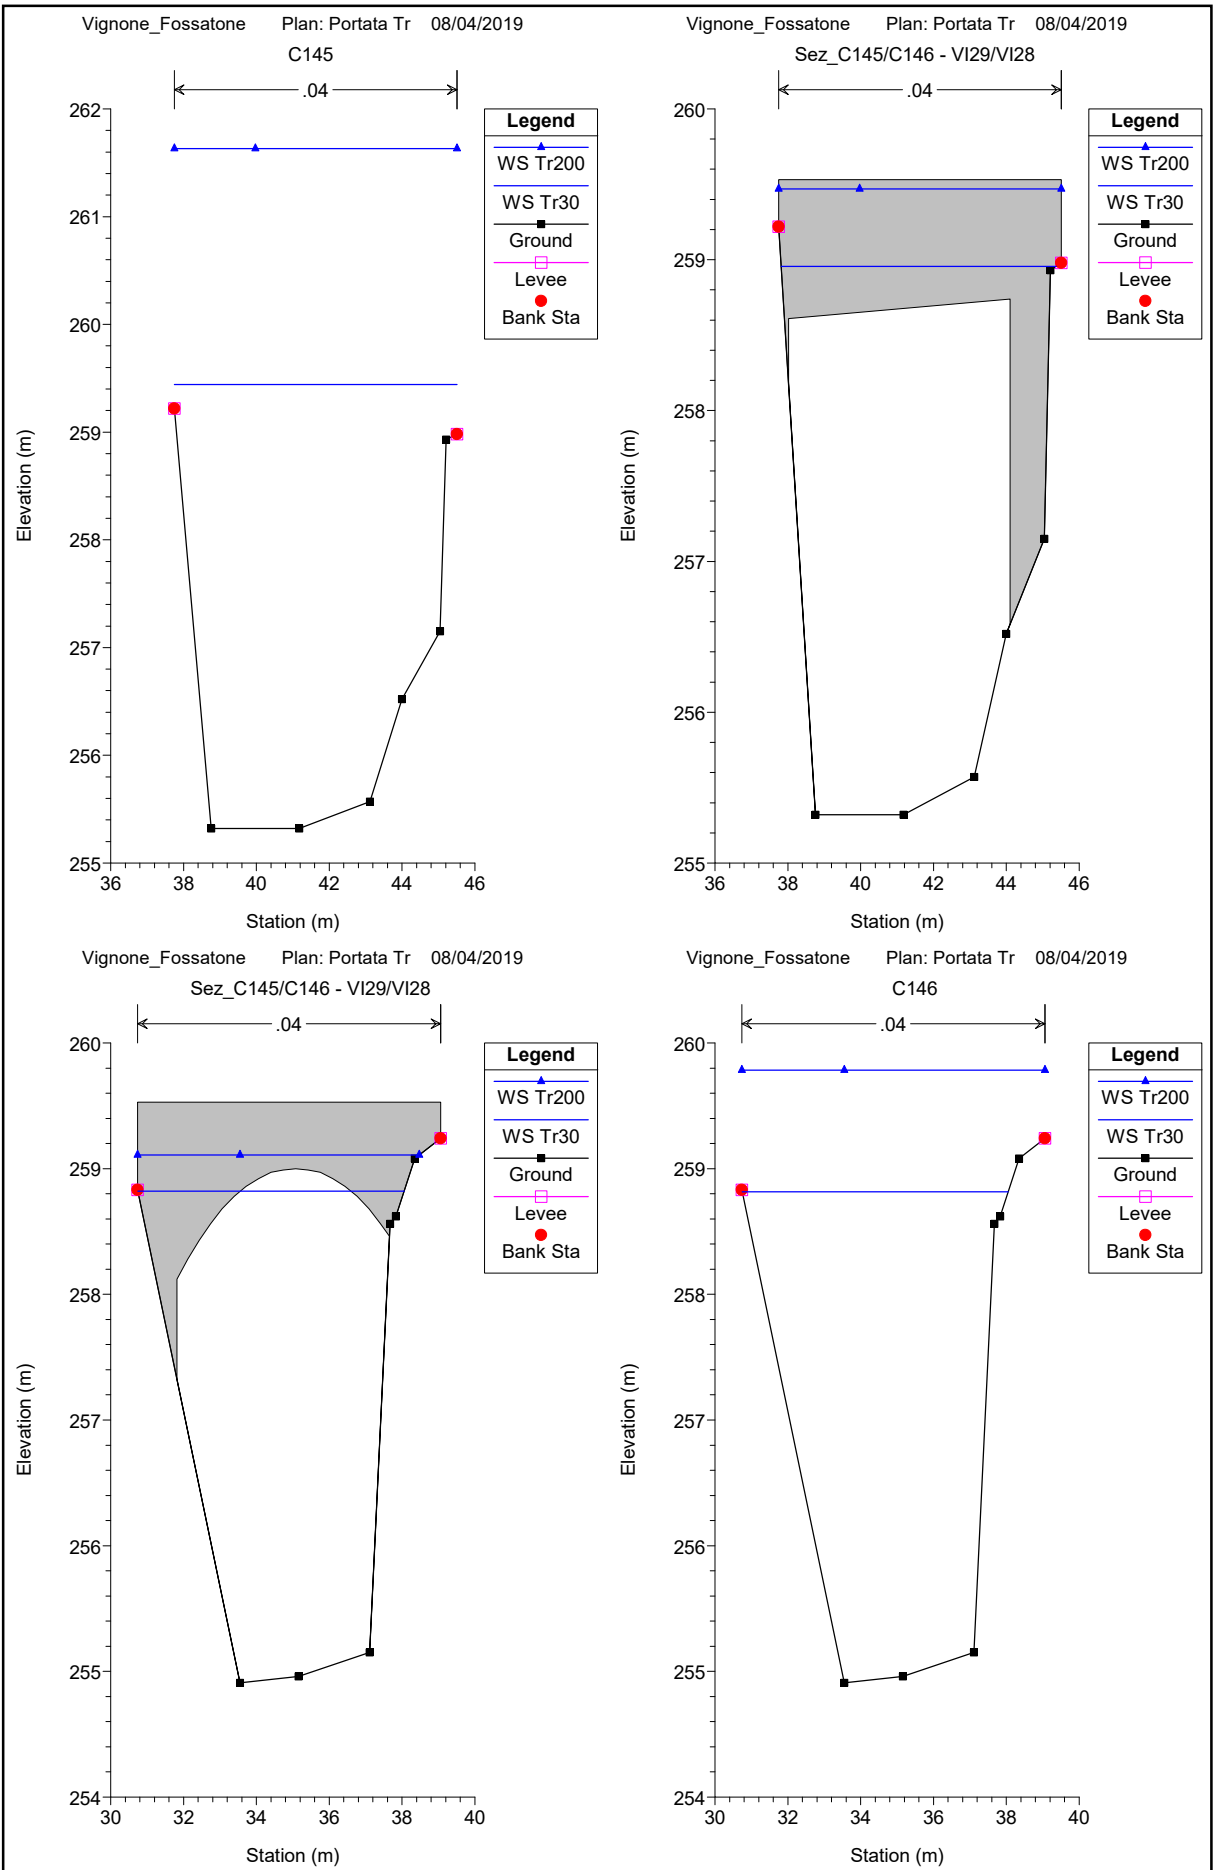 Vignone_Fossatone Plan: Portata Tr 08/04/2019
C145
.04
262
261
260
259
258
257
256
255
36 38 40 42 44 46
Station (m)
Elevation (m)
Legend
WS Tr200
WS Tr30
Ground
Levee
Bank Sta
Vignone_Fossatone Plan: Portata Tr 08/04/2019
Sez_C145/C146 - VI29/VI28
.04
260
259
258
257
256
255
36 38 40 42 44 46
Station (m)
Elevation (m)
Legend
WS Tr200
WS Tr30
Ground
Levee
Bank Sta
Vignone_Fossatone Plan: Portata Tr 08/04/2019
Sez_C145/C146 - VI29/VI28
.04
260
259
258
257
256
255
254
30 32 34 36 38 40
Station (m)
Elevation (m)
Legend
WS Tr200
WS Tr30
Ground
Levee
Bank Sta
Vignone_Fossatone Plan: Portata Tr 08/04/2019
C146
.04
260
259
258
257
256
255
254
30 32 34 36 38 40
Station (m)
Elevation (m)
Legend
WS Tr200
WS Tr30
Ground
Levee
Bank Sta